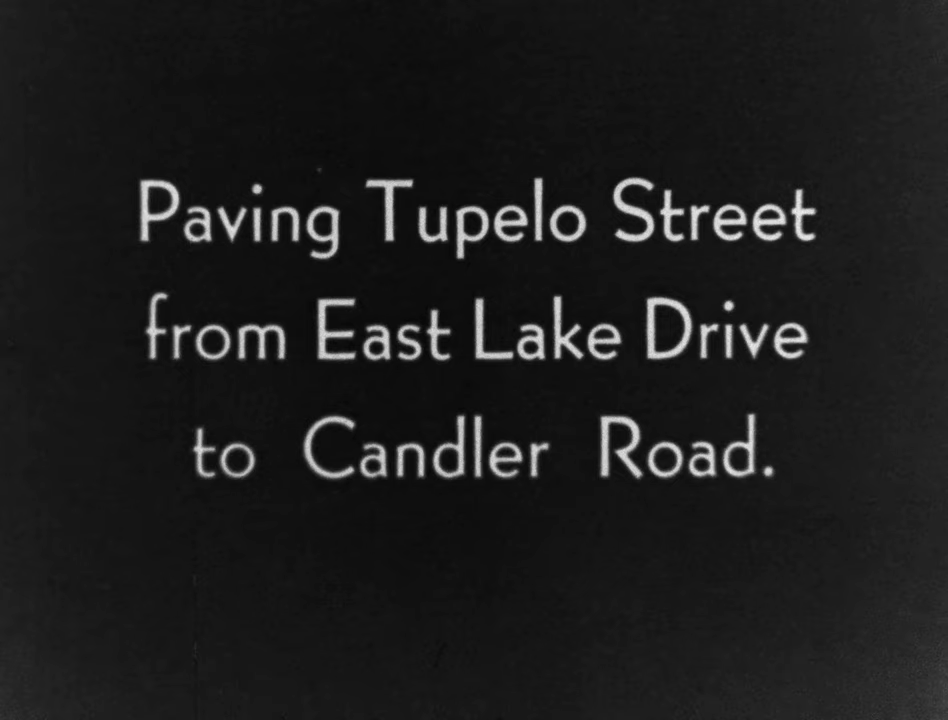 Paving Tupelo Street
from East Lake Drive
to Candler Road.